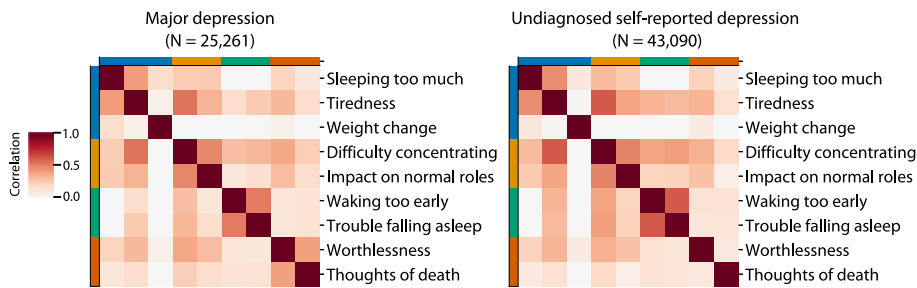 Major depression
(N = 25,261)
Undiagnosed self-reported depression
(N = 43,090)
Correlation
1.0
0.5
0.0
Sleeping too much
Tiredness
Weight change
Difficulty concentrating
Impact on normal roles
Waking too early
Trouble falling asleep
Worthlessness
Thoughts of death
Sleeping too much
Tiredness
Weight change
Difficulty concentrating
Impact on normal roles
Waking too early
Trouble falling asleep
Worthlessness
Thoughts of death